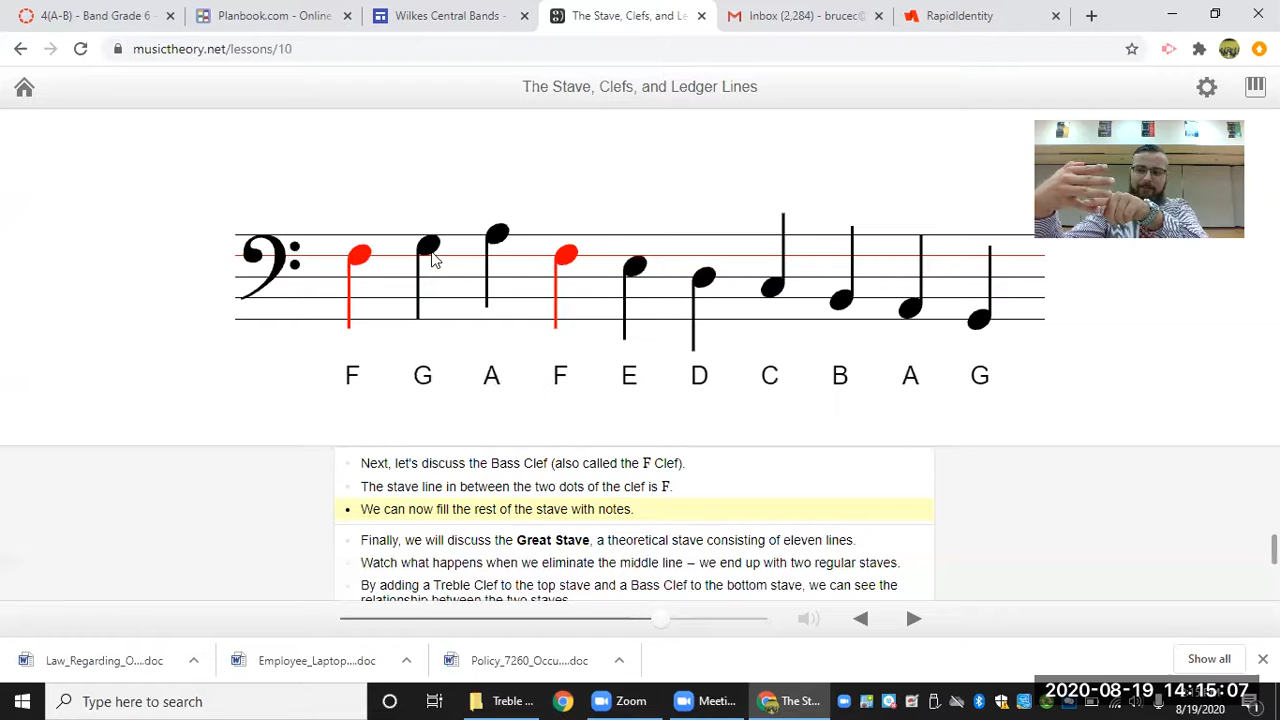 4(A-B) - Band Grade 6 - Planbook.com - Online Wilkes Central Bands - The Stave, Clefs, and Le Inbox (2,284) - brucec@ RapidIdentity
musictheory.net/lessons/10
The Stave, Clefs, and Ledger Lines
F G A F E D C B A G
Next, let's discuss the Bass Clef (also called the F Clef).
The stave line in between the two dots of the clef is F.
We can now fill the rest of the stave with notes.
Finally, we will discuss the Great Stave, a theoretical stave consisting of eleven lines.
Watch what happens when we eliminate the middle line – we end up with two regular staves.
By adding a Treble Clef to the top stave and a Bass Clef to the bottom stave, we can see the
relationship between the two staves.
Law_Regarding_O....doc Employee_Laptop....doc Policy_7260_Occu....doc Show all
Type here to search Treble ... Zoom Meeti... The St...
2020-08-19 14:15:07
8/19/2020